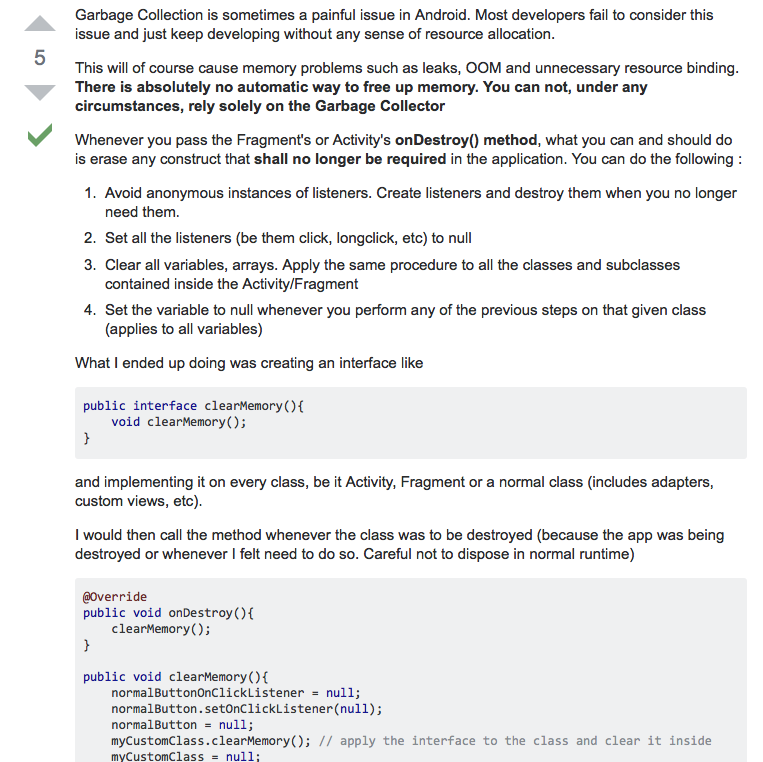 Garbage Collection is sometimes a painful issue in Android. Most developers fail to consider this
issue and just keep developing without any sense of resource allocation.
5
This will of course cause memory problems such as leaks, OOM and unnecessary resource binding.
There is absolutely no automatic way to free up memory. You can not, under any
circumstances, rely solely on the Garbage Collector
Whenever you pass the Fragment's or Activity's onDestroy() method, what you can and should do
is erase any construct that shall no longer be required in the application. You can do the following :
1. Avoid anonymous instances of listeners. Create listeners and destroy them when you no longer
need them.
2. Set all the listeners (be them click, longclick, etc) to null
3. Clear all variables, arrays. Apply the same procedure to all the classes and subclasses
contained inside the Activity/Fragment
4. Set the variable to null whenever you perform any of the previous steps on that given class
(applies to all variables)
What I ended up doing was creating an interface like
public interface clearMemory(){
    void clearMemory();
}
and implementing it on every class, be it Activity, Fragment or a normal class (includes adapters,
custom views, etc).
I would then call the method whenever the class was to be destroyed (because the app was being
destroyed or whenever I felt need to do so. Careful not to dispose in normal runtime)
@Override
public void onDestroy(){
    clearMemory();
}
public void clearMemory(){
    normalButtonOnClickListener = null;
    normalButton.setOnClickListener(null);
    normalButton = null;
    myCustomClass.clearMemory(); // apply the interface to the class and clear it inside
    myCustomClass = null;